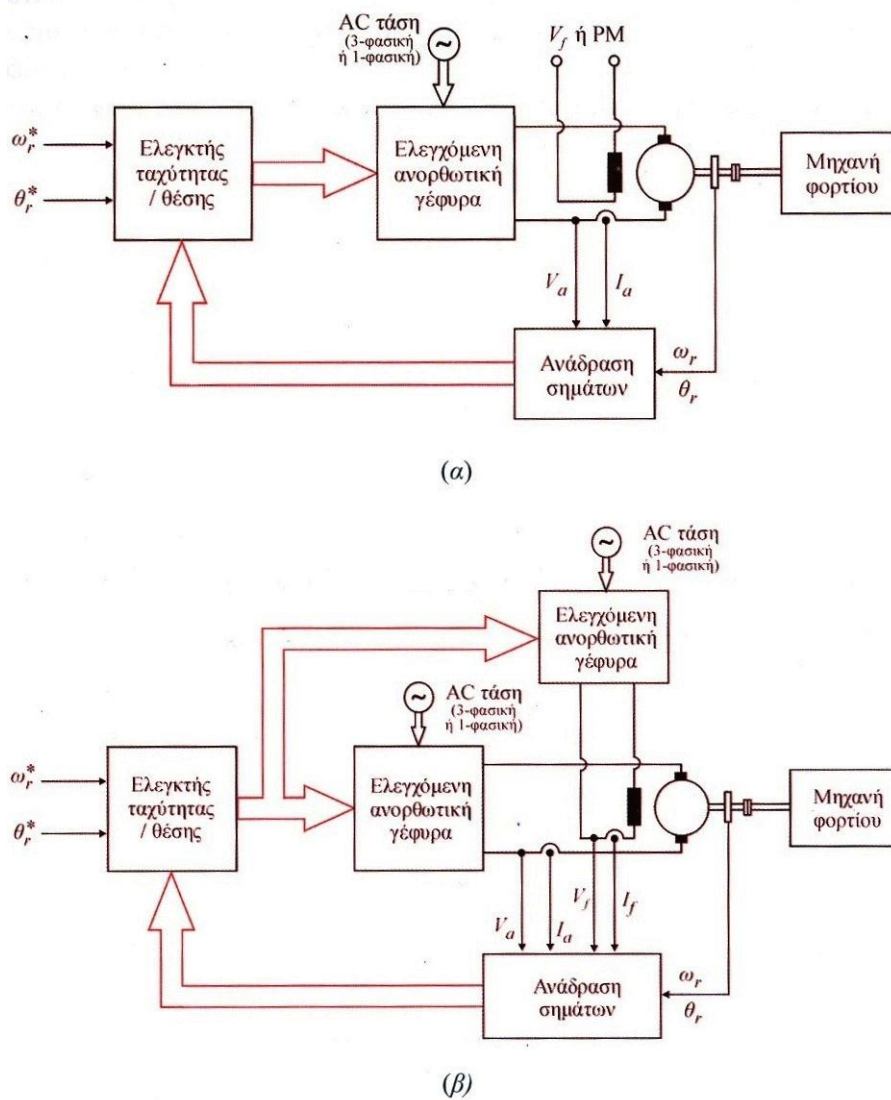 AC τάση
(3-φασική
ή 1-φασική)
~
V_f ή PM
ω_r*
θ_r*
Ελεγκτής
ταχύτητας
/ θέσης
Ελεγχόμενη
ανορθωτική
γέφυρα
Μηχανή
φορτίου
V_a
I_a
Ανάδραση
σημάτων
ω_r
θ_r
(α)
~
AC τάση
(3-φασική
ή 1-φασική)
Ελεγχόμενη
ανορθωτική
γέφυρα
~
AC τάση
(3-φασική
ή 1-φασική)
ω_r*
θ_r*
Ελεγκτής
ταχύτητας
/ θέσης
Ελεγχόμενη
ανορθωτική
γέφυρα
Μηχανή
φορτίου
V_a
I_a
V_f
I_f
Ανάδραση
σημάτων
ω_r
θ_r
(β)